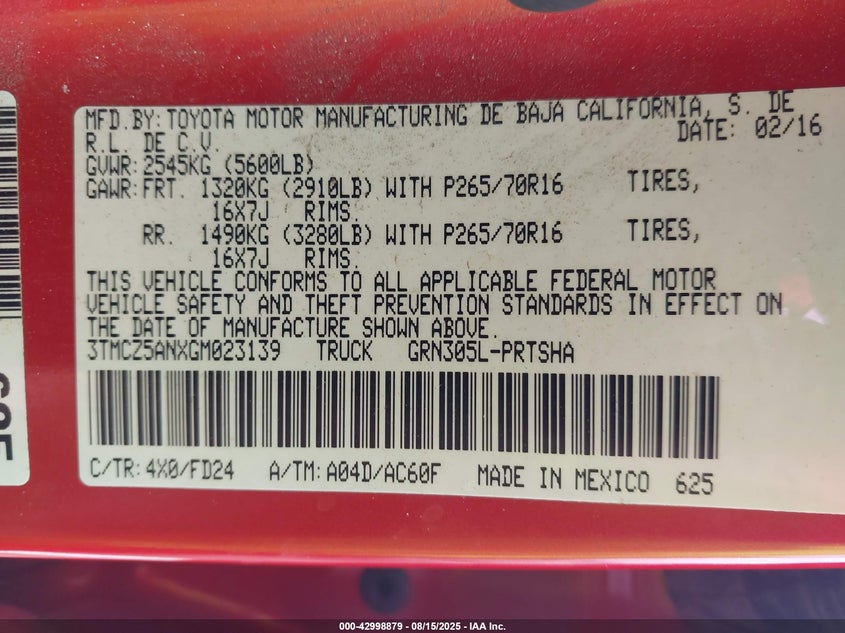 MFD.BY: TOYOTA MOTOR MANUFACTURING DE BAJA CALIFORNIA, S. DE
R.L. DE C.V. DATE: 02/16
GVWR: 2545KG (5600LB)
GAWR: FRT. 1320KG (2910LB) WITH P265/70R16 TIRES,
16X7J RIMS.
RR. 1490KG (3280LB) WITH P265/70R16 TIRES,
16X7J RIMS.
THIS VEHICLE CONFORMS TO ALL APPLICABLE FEDERAL MOTOR
VEHICLE SAFETY AND THEFT PREVENTION STANDARDS IN EFFECT ON
THE DATE OF MANUFACTURE SHOWN ABOVE.
3TMCZ5ANXGM023139 TRUCK GRN305L-PRTSHA
C/TR: 4X0/FD24 A/TM: A04D/AC60F MADE IN MEXICO 625
000-42998879 - 08/15/2025 - IAA Inc.